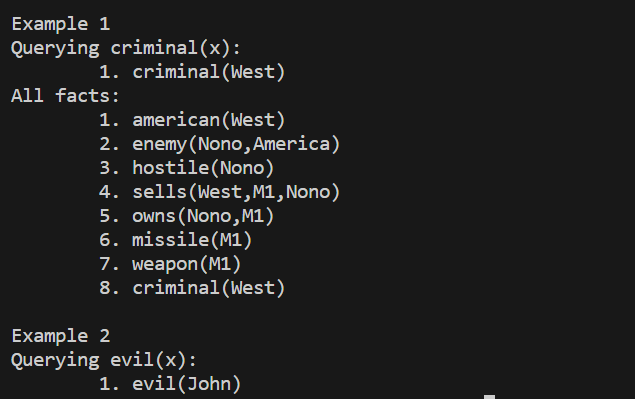 Example 1
Querying criminal(x):
1. criminal(West)
All facts:
1. american(West)
2. enemy(Nono,America)
3. hostile(Nono)
4. sells(West,M1,Nono)
5. owns(Nono,M1)
6. missile(M1)
7. weapon(M1)
8. criminal(West)
Example 2
Querying evil(x):
1. evil(John)